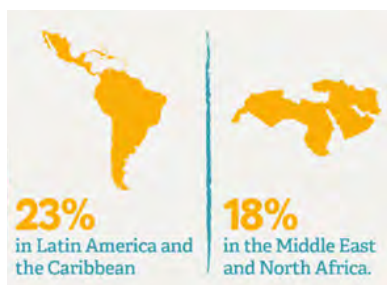 23%
in Latin America and
the Caribbean
18%
in the Middle East
and North Africa.